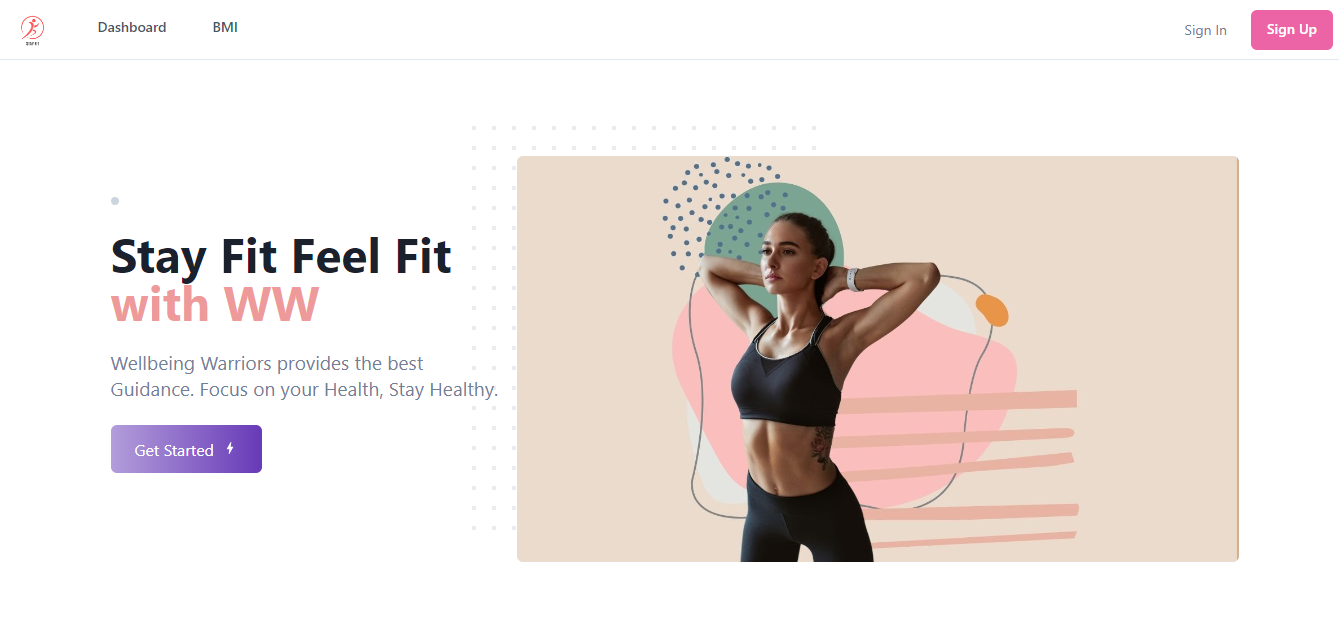 Dashboard
BMI
Sign In
Sign Up
Stay Fit Feel Fit
with WW
Wellbeing Warriors provides the best
Guidance. Focus on your Health, Stay Healthy.
Get Started